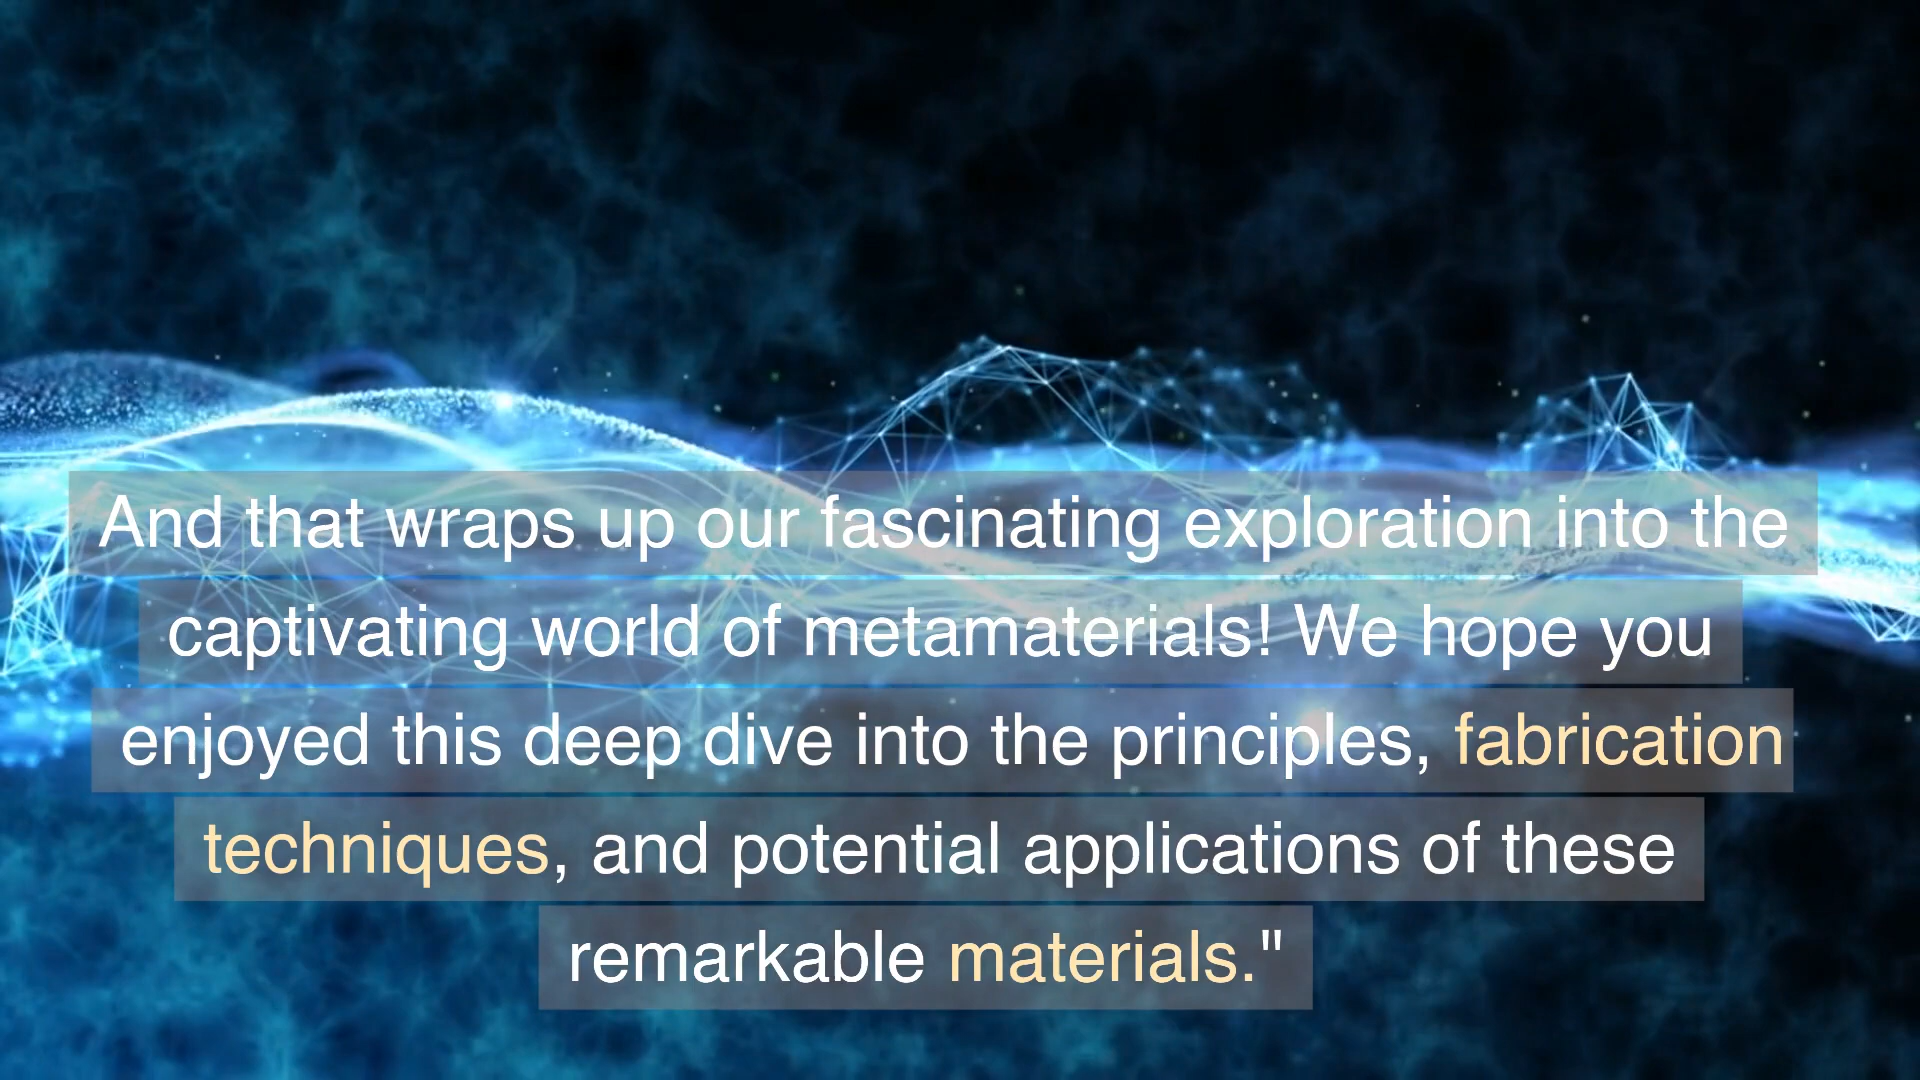 And that wraps up our fascinating exploration into the
captivating world of metamaterials! We hope you
enjoyed this deep dive into the principles, fabrication
techniques, and potential applications of these
remarkable materials."